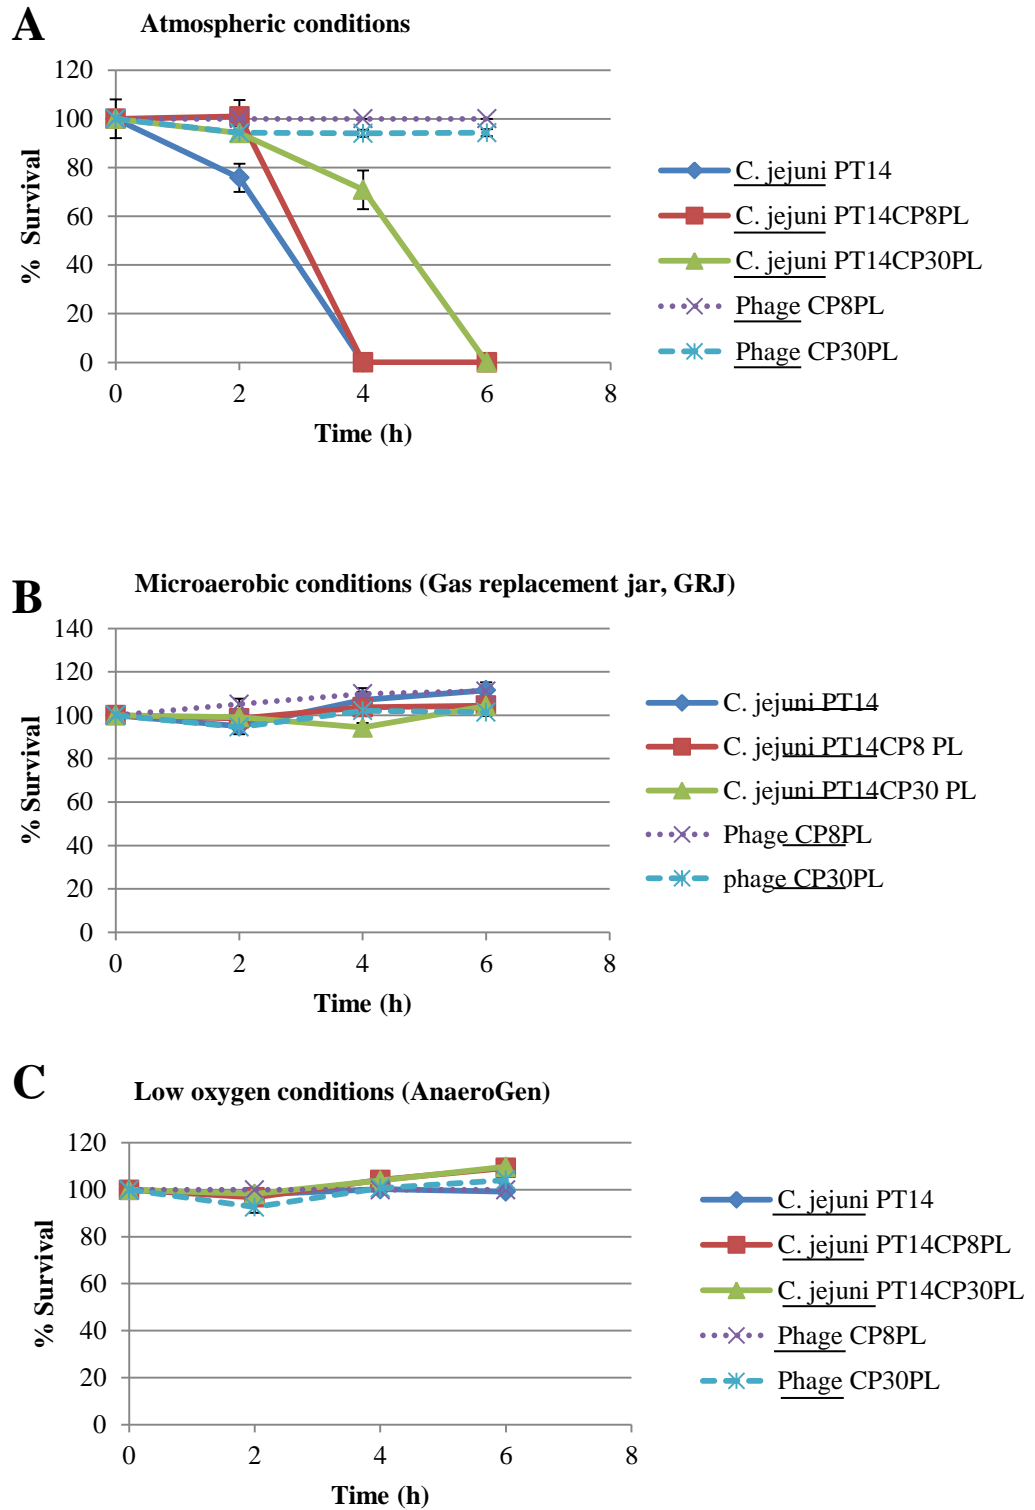 A
Atmospheric conditions
120
100
80
60
40
20
0
% Survival
0 2 4 6 8
Time (h)
C. jejuni PT14
C. jejuni PT14CP8PL
C. jejuni PT14CP30PL
Phage CP8PL
Phage CP30PL
B
Microaerobic conditions (Gas replacement jar, GRJ)
140
120
100
80
60
40
20
0
% Survival
0 2 4 6 8
Time (h)
C. jejuni PT14
C. jejuni PT14CP8 PL
C. jejuni PT14CP30 PL
Phage CP8PL
phage CP30PL
C
Low oxygen conditions (AnaeroGen)
120
100
80
60
40
20
0
% Survival
0 2 4 6 8
Time (h)
C. jejuni PT14
C. jejuni PT14CP8PL
C. jejuni PT14CP30PL
Phage CP8PL
Phage CP30PL